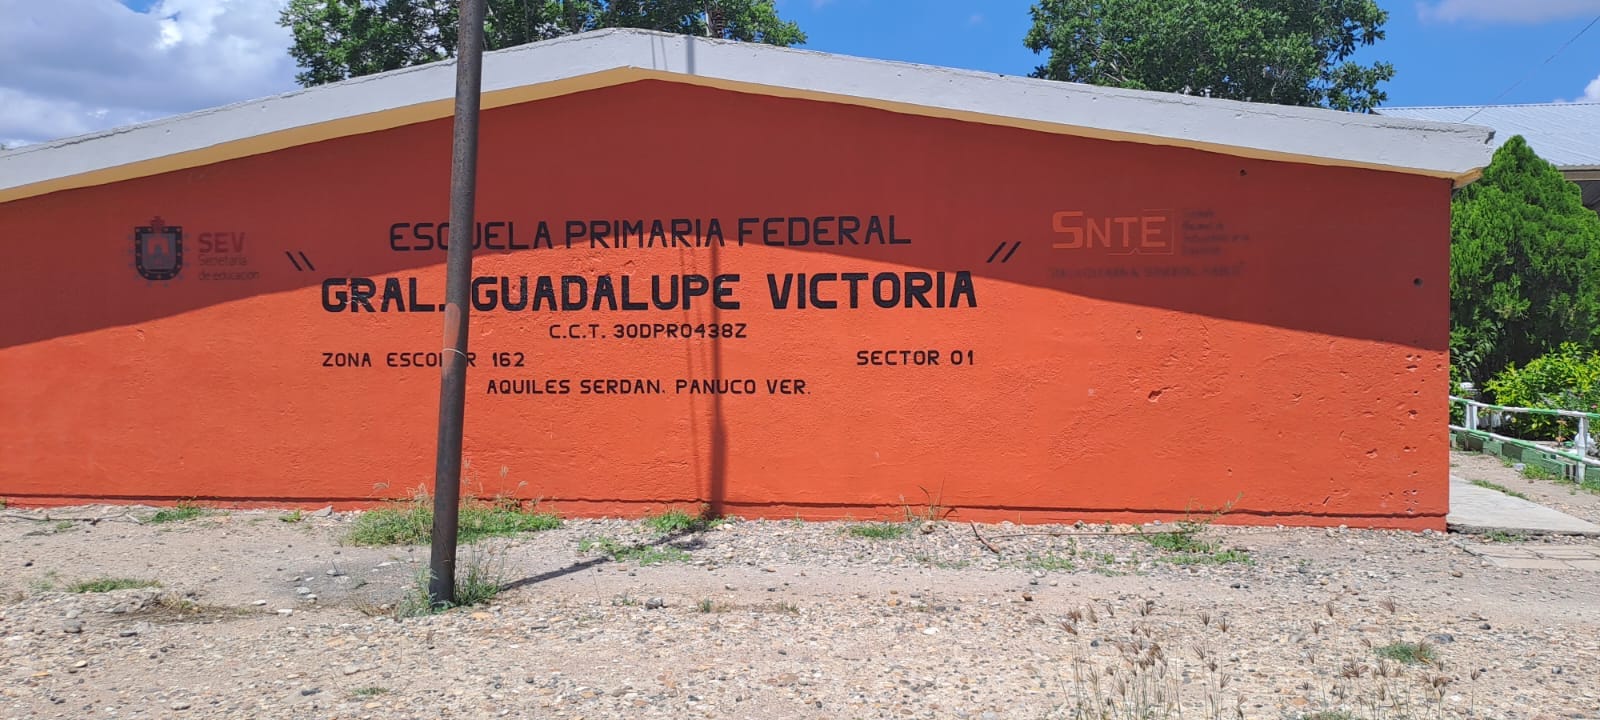 SEV
Secretaría
de educación
ESCUELA PRIMARIA FEDERAL
" GRAL. GUADALUPE VICTORIA "
C.C.T. 30DPR0438Z
ZONA ESCOLAR 162
SECTOR 01
AQUILES SERDAN. PANUCO VER.
SNTE